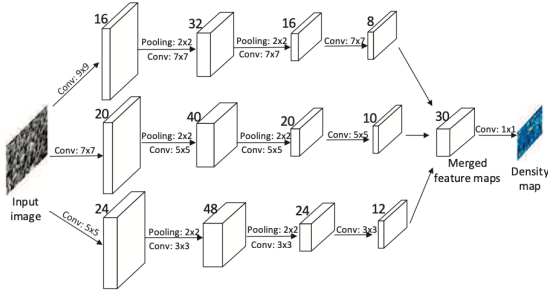 16
32
16
8
Pooling: 2x2
Pooling: 2x2
Conv: 7x7
Conv: 7x7
Conv: 7x7
Conv: 9x9
20
40
20
10
30
Conv: 7x7
Pooling: 2x2
Pooling: 2x2
Conv: 5x5
Conv: 5x5
Conv: 5x5
Conv: 1x1
Input
image
Merged
feature maps
Density
map
Conv: 5x5
24
48
24
12
Pooling: 2x2
Pooling: 2x2
Conv: 3x3
Conv: 3x3
Conv: 3x3